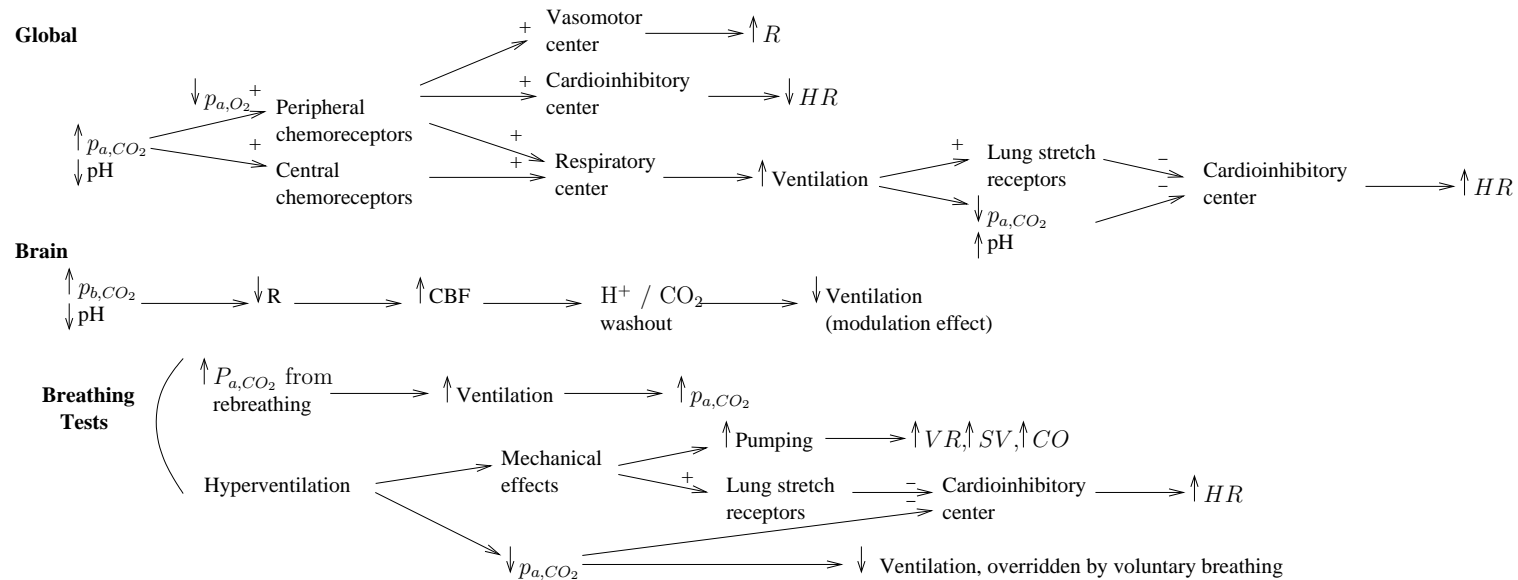 Global
Vasomotor
center
+
↑ R
↓ p_{a,O_2}
+
Peripheral
chemoreceptors
+
Cardioinhibitory
center
↓ HR
↑ p_{a,CO_2}
↓ pH
+
Central
chemoreceptors
+
+
Respiratory
center
↑ Ventilation
+
Lung stretch
receptors
↓ p_{a,CO_2}
↑ pH
–
–
Cardioinhibitory
center
↑ HR
Brain
↑ p_{b,CO_2}
↓ pH
↓ R
↑ CBF
H⁺ / CO₂
washout
↓ Ventilation
(modulation effect)
Breathing
Tests
↑ P_{a,CO_2} from
rebreathing
↑ Ventilation
↑ p_{a,CO_2}
Hyperventilation
Mechanical
effects
↑ Pumping
↑ VR, ↑ SV, ↑ CO
+
Lung stretch
receptors
–
–
Cardioinhibitory
center
↑ HR
↓ p_{a,CO_2}
↓ Ventilation, overridden by voluntary breathing